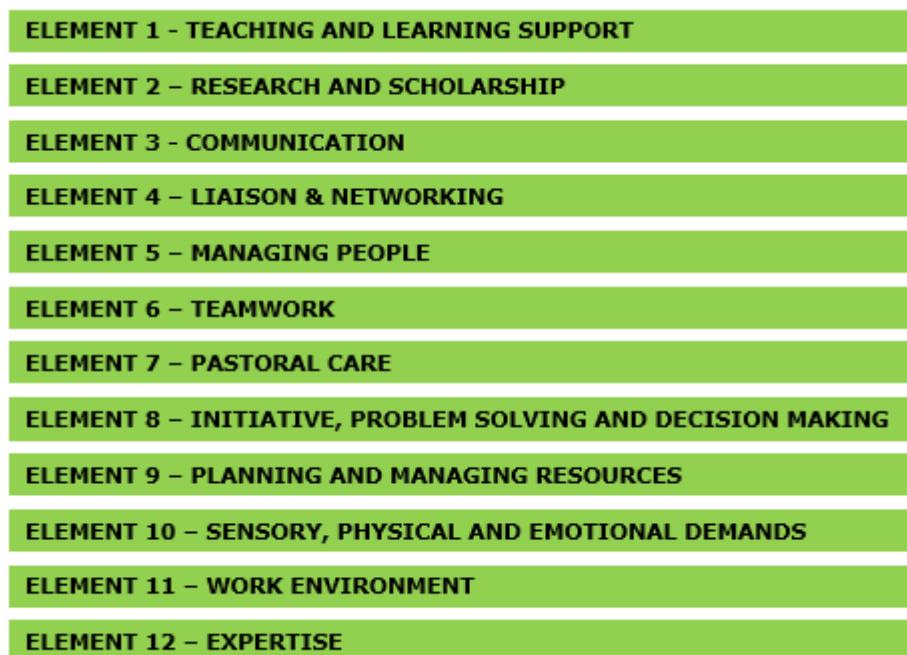 ELEMENT 1 - TEACHING AND LEARNING SUPPORT
ELEMENT 2 – RESEARCH AND SCHOLARSHIP
ELEMENT 3 - COMMUNICATION
ELEMENT 4 – LIAISON & NETWORKING
ELEMENT 5 – MANAGING PEOPLE
ELEMENT 6 – TEAMWORK
ELEMENT 7 – PASTORAL CARE
ELEMENT 8 – INITIATIVE, PROBLEM SOLVING AND DECISION MAKING
ELEMENT 9 – PLANNING AND MANAGING RESOURCES
ELEMENT 10 – SENSORY, PHYSICAL AND EMOTIONAL DEMANDS
ELEMENT 11 – WORK ENVIRONMENT
ELEMENT 12 – EXPERTISE